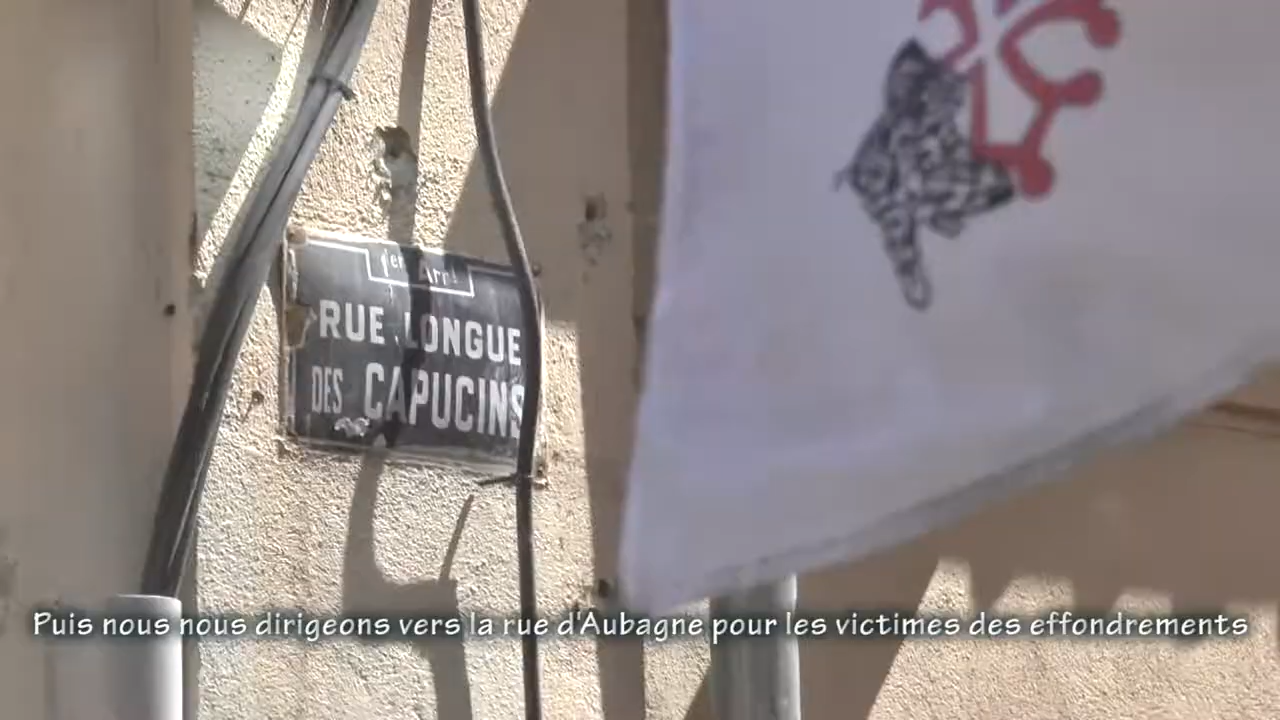 1er Arrt
RUE LONGUE
DES CAPUCINS
Puis nous nous dirigeons vers la rue d'Aubagne pour les victimes des effondrements